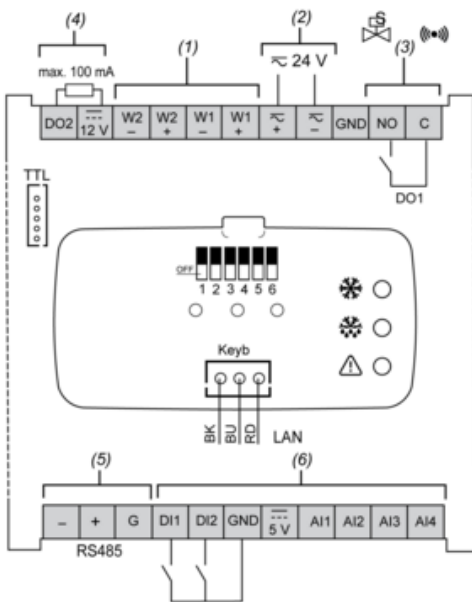 (4) (1) (2) (3)
S
max. 100 mA
24 V
DO2 12 V W2 – W2 + W1 – W1 + + – GND NO C
DO1
TTL
OFF
1 2 3 4 5 6
Keyb
BK BU RD LAN
(5) (6)
– + G DI1 DI2 GND 5 V AI1 AI2 AI3 AI4
RS485